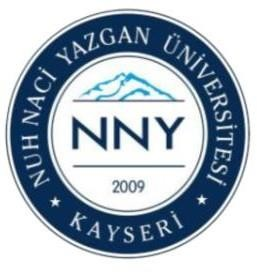 NUH NACİ YAZGAN ÜNİVERSİTESİ
NNY
2009
KAYSERİ